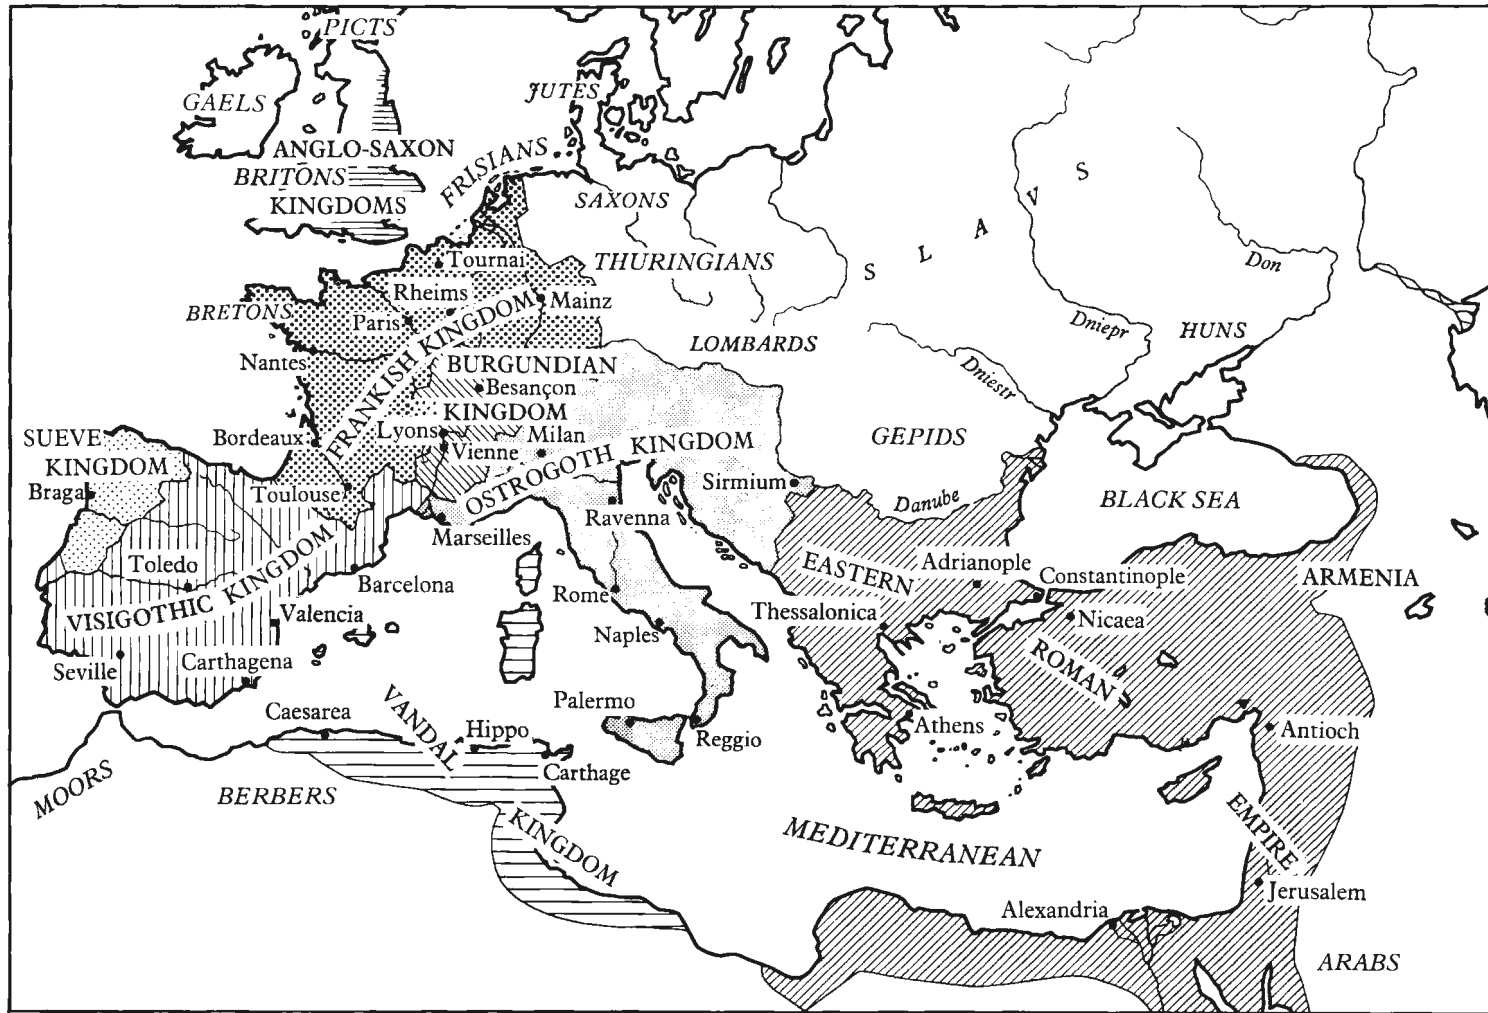 PICTS
GAELS
JUTES
ANGLO-SAXON
BRITONS
KINGDOMS
FRISIANS
SAXONS
SLAVS
THURINGIANS
Don
Tournai
Rheims
Mainz
BRETONS
Paris
Dniepr
HUNS
LOMBARDS
Nantes
FRANKISH KINGDOM
BURGUNDIAN
Besançon
Dniestr
KINGDOM
Lyons
Milan
Vienne
SUEVE
KINGDOM
Braga
Bordeaux
OSTROGOTH KINGDOM
GEPIDS
Toulouse
Sirmium
Danube
BLACK SEA
Ravenna
Marseilles
Toledo
VISIGOTHIC KINGDOM
Barcelona
Rome
EASTERN
Adrianople
Constantinople
ARMENIA
Valencia
Naples
Thessalonica
Nicaea
Seville
Carthagena
ROMAN
Caesarea
VANDAL
Hippo
Palermo
Reggio
Athens
Antioch
Carthage
MOORS
BERBERS
KINGDOM
MEDITERRANEAN
EMPIRE
Jerusalem
Alexandria
ARABS